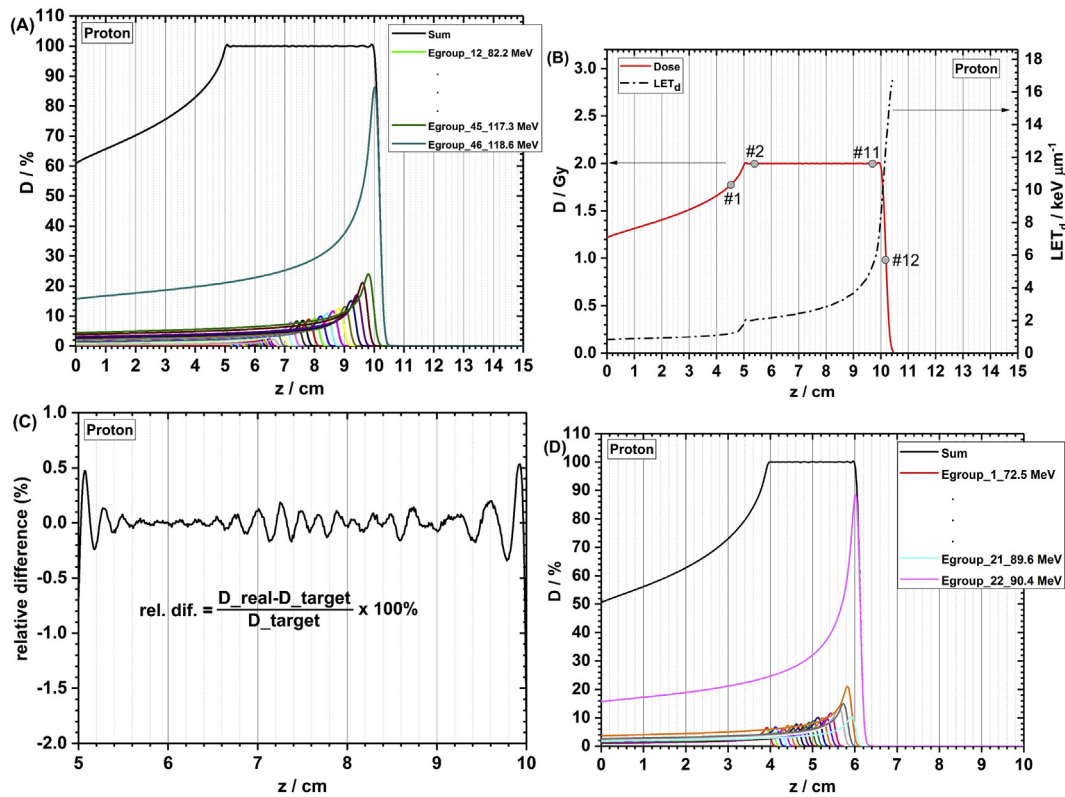 (A)
Proton
Sum
Egroup_12_82.2 MeV
.
.
.
.
Egroup_45_117.3 MeV
Egroup_46_118.6 MeV
D / %
110
100
90
80
70
60
50
40
30
20
10
0
0 1 2 3 4 5 6 7 8 9 10 11 12 13 14 15
z / cm
(B)
Dose
LETd
Proton
#1
#2
#11
#12
D / Gy
3.0
2.5
2.0
1.5
1.0
0.5
0.0
0 1 2 3 4 5 6 7 8 9 10 11 12 13 14 15
z / cm
18
16
14
12
10
8
6
4
2
0
LETd / keV μm⁻¹
(C)
Proton
relative difference (%)
1.0
0.5
0.0
-0.5
-1.0
-1.5
-2.0
rel. dif. = D_real-D_target
D_target
x 100%
5 6 7 8 9 10
z / cm
(D)
Proton
Sum
Egroup_1_72.5 MeV
.
.
.
.
Egroup_21_89.6 MeV
Egroup_22_90.4 MeV
D / %
110
100
90
80
70
60
50
40
30
20
10
0
0 1 2 3 4 5 6 7 8 9 10
z / cm